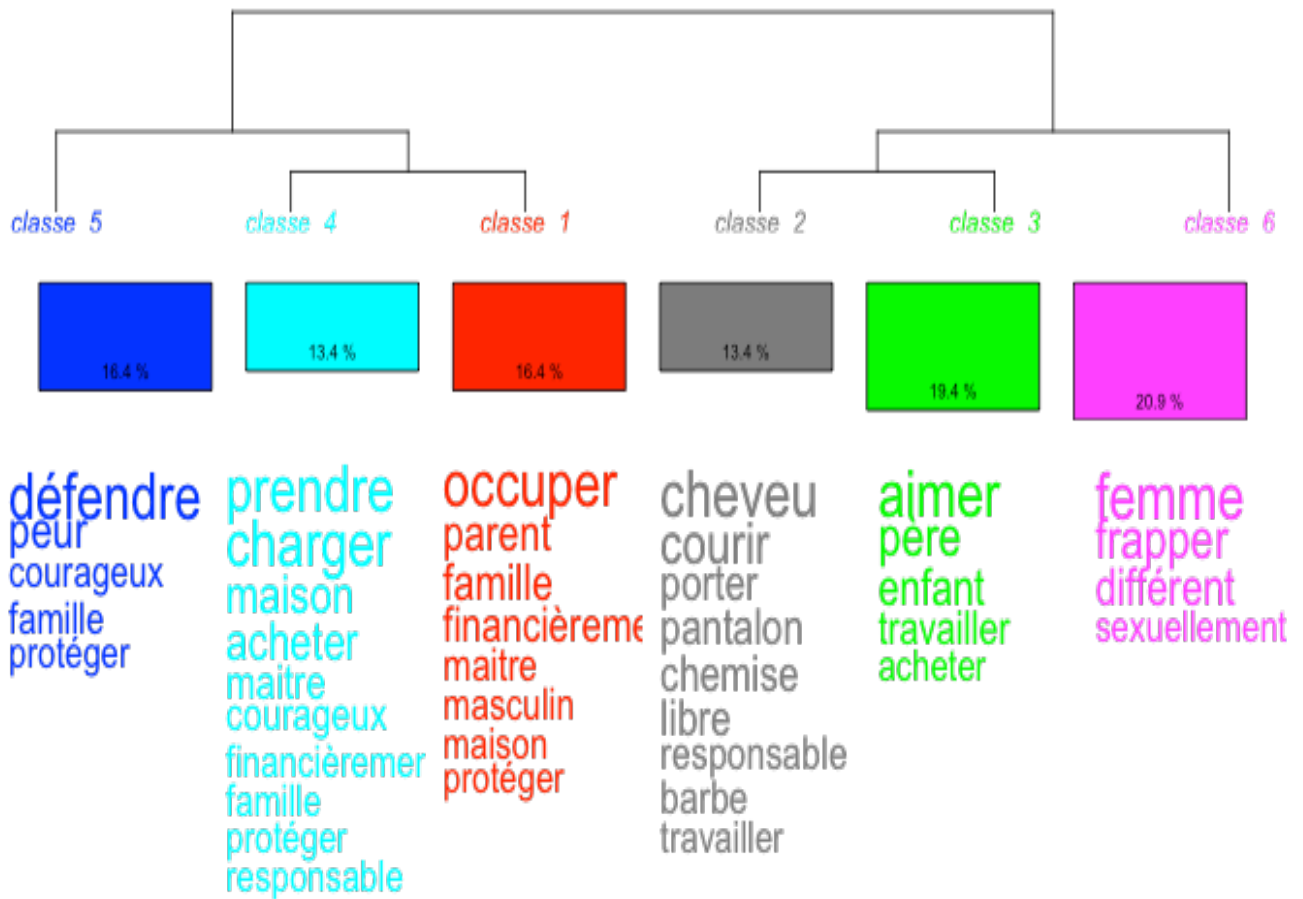 classe 5
classe 4
classe 1
classe 2
classe 3
classe 6
16.4 %
13.4 %
16.4 %
13.4 %
19.4 %
20.9 %
défendre
peur
courageux
famille
protéger
prendre
charger
maison
acheter
maitre
courageux
financièremer
famille
protéger
responsable
occuper
parent
famille
financièreme
maitre
masculin
maison
protéger
cheveu
courir
porter
pantalon
chemise
libre
responsable
barbe
travailler
aimer
père
enfant
travailler
acheter
femme
frapper
différent
sexuellement